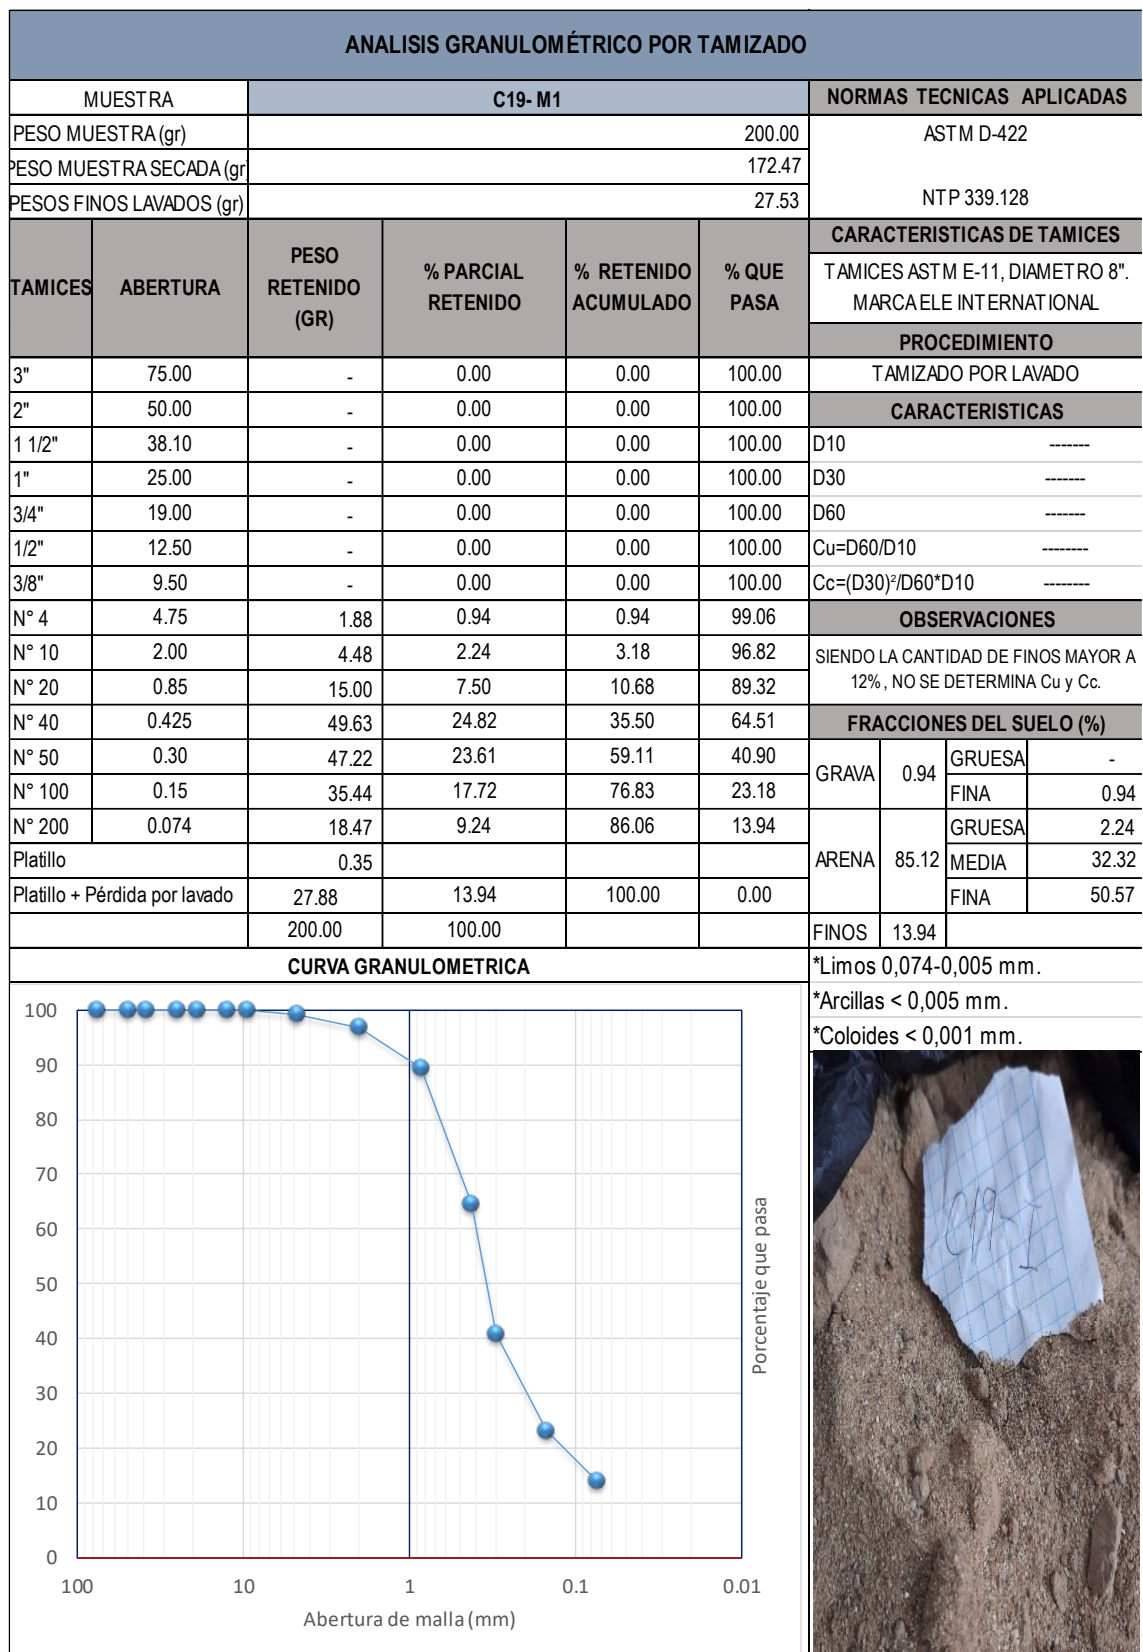 ANALISIS GRANULOMÉTRICO POR TAMIZADO
MUESTRA C19- M1 NORMAS TECNICAS APLICADAS
PESO MUESTRA (gr) 200.00 ASTM D-422
PESO MUESTRA SECADA (gr) 172.47
PESOS FINOS LAVADOS (gr) 27.53 NTP 339.128
TAMICES ABERTURA PESO RETENIDO (GR) % PARCIAL RETENIDO % RETENIDO ACUMULADO % QUE PASA
CARACTERISTICAS DE TAMICES
TAMICES ASTM E-11, DIAMETRO 8".
MARCA ELE INTERNATIONAL
PROCEDIMIENTO
3" 75.00 - 0.00 0.00 100.00 TAMIZADO POR LAVADO
2" 50.00 - 0.00 0.00 100.00 CARACTERISTICAS
1 1/2" 38.10 - 0.00 0.00 100.00 D10 -------
1" 25.00 - 0.00 0.00 100.00 D30 -------
3/4" 19.00 - 0.00 0.00 100.00 D60 -------
1/2" 12.50 - 0.00 0.00 100.00 Cu=D60/D10 --------
3/8" 9.50 - 0.00 0.00 100.00 Cc=(D30)²/D60*D10 --------
N° 4 4.75 1.88 0.94 0.94 99.06 OBSERVACIONES
N° 10 2.00 4.48 2.24 3.18 96.82 SIENDO LA CANTIDAD DE FINOS MAYOR A
N° 20 0.85 15.00 7.50 10.68 89.32 12%, NO SE DETERMINA Cu y Cc.
N° 40 0.425 49.63 24.82 35.50 64.51 FRACCIONES DEL SUELO (%)
N° 50 0.30 47.22 23.61 59.11 40.90 GRAVA 0.94 GRUESA -
N° 100 0.15 35.44 17.72 76.83 23.18 FINA 0.94
N° 200 0.074 18.47 9.24 86.06 13.94 GRUESA 2.24
Platillo 0.35 ARENA 85.12 MEDIA 32.32
Platillo + Pérdida por lavado 27.88 13.94 100.00 0.00 FINA 50.57
200.00 100.00 FINOS 13.94
CURVA GRANULOMETRICA
*Limos 0,074-0,005 mm.
*Arcillas < 0,005 mm.
*Coloides < 0,001 mm.
100
90
80
70
60
50
40
30
20
10
0
100 10 1 0.1 0.01
Abertura de malla (mm)
Porcentaje que pasa
C19-M1